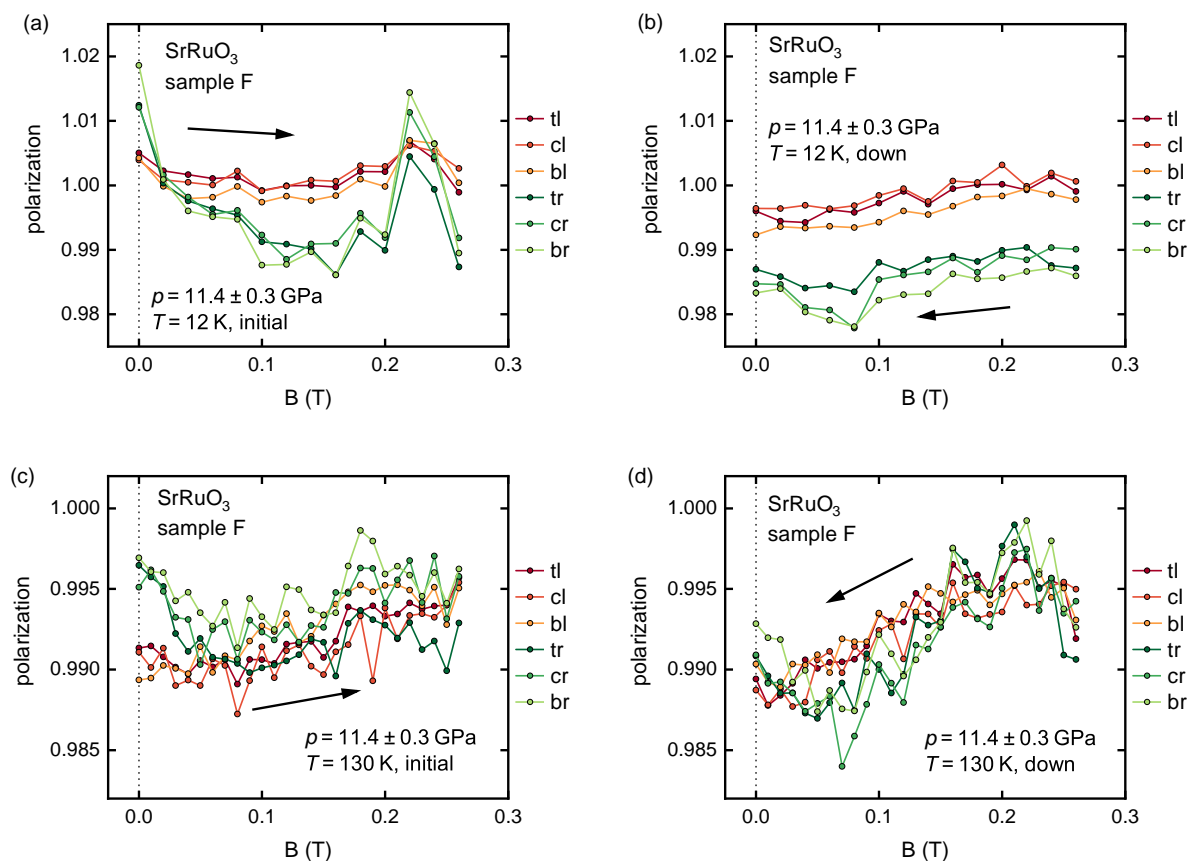 (a)
1.02
1.01
1.00
0.99
0.98
polarization
SrRuO₃
sample F
p = 11.4 ± 0.3 GPa
T = 12 K, initial
0.0 0.1 0.2 0.3
B (T)
tl
cl
bl
tr
cr
br
(b)
1.02
1.01
1.00
0.99
0.98
polarization
SrRuO₃
sample F
p = 11.4 ± 0.3 GPa
T = 12 K, down
0.0 0.1 0.2 0.3
B (T)
tl
cl
bl
tr
cr
br
(c)
1.000
0.995
0.990
0.985
polarization
SrRuO₃
sample F
p = 11.4 ± 0.3 GPa
T = 130 K, initial
0.0 0.1 0.2 0.3
B (T)
tl
cl
bl
tr
cr
br
(d)
1.000
0.995
0.990
0.985
polarization
SrRuO₃
sample F
p = 11.4 ± 0.3 GPa
T = 130 K, down
0.0 0.1 0.2 0.3
B (T)
tl
cl
bl
tr
cr
br